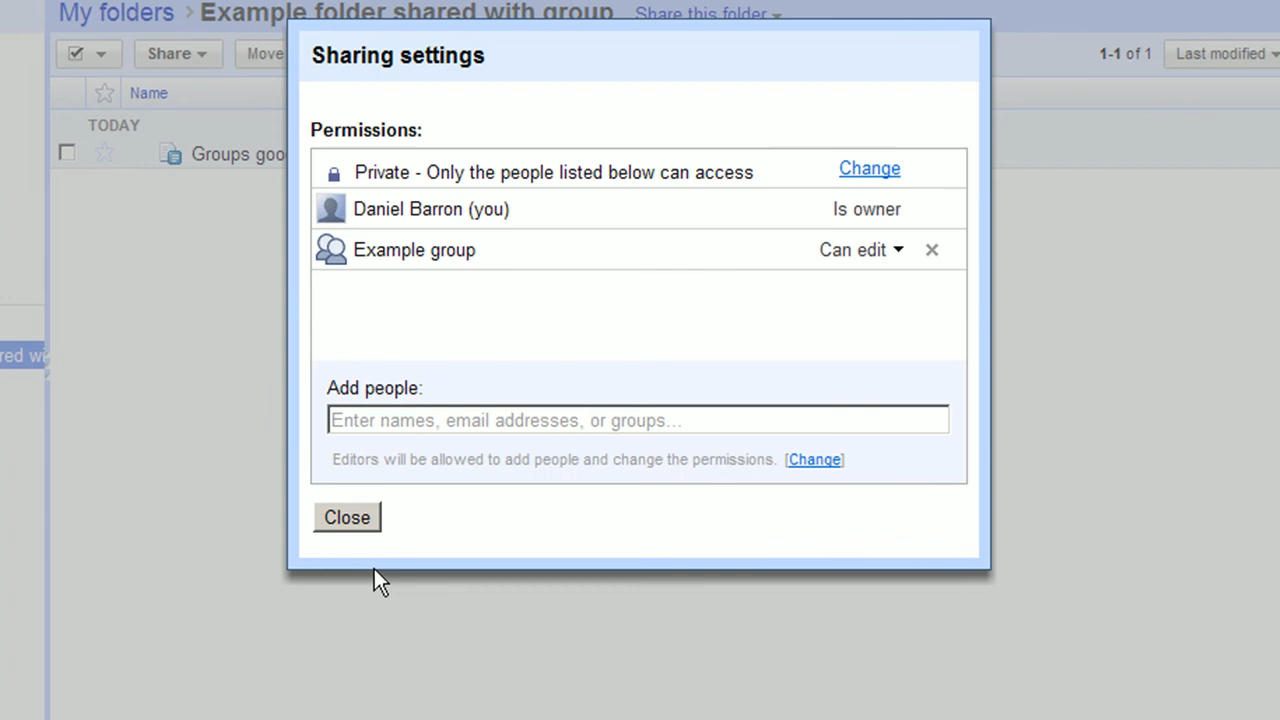 My folders › Example folder shared with group Share this folder
Share Move 1-1 of 1 Last modified
Name
TODAY
Groups goo
red wi
Sharing settings
Permissions:
Private - Only the people listed below can access Change
Daniel Barron (you) Is owner
Example group Can edit
Add people:
Enter names, email addresses, or groups...
Editors will be allowed to add people and change the permissions. [Change]
Close